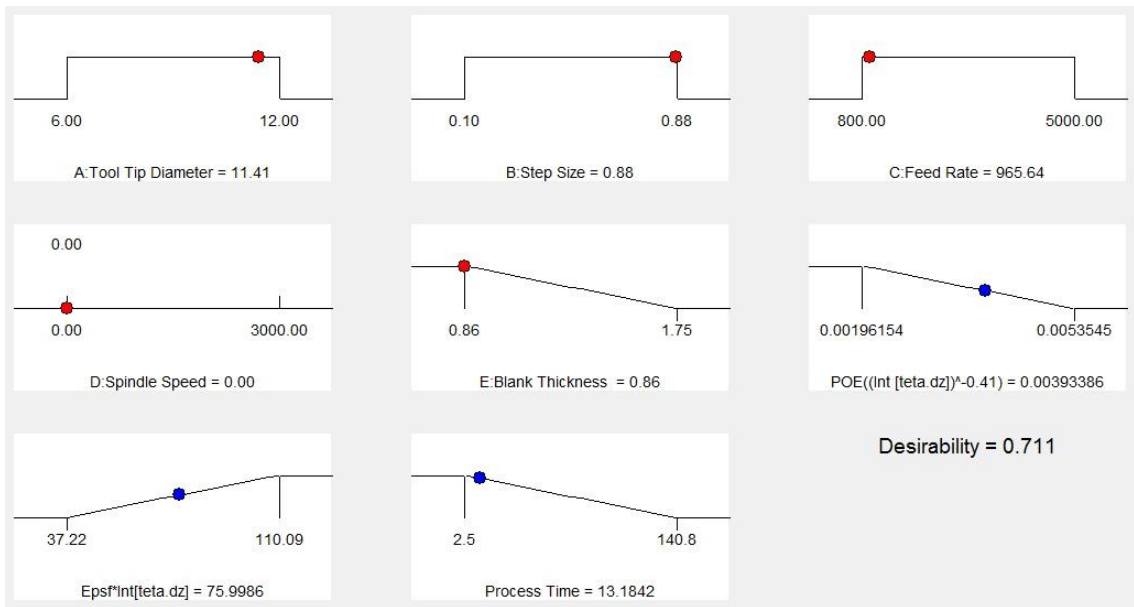 6.00 12.00
A:Tool Tip Diameter = 11.41
0.10 0.88
B:Step Size = 0.88
800.00 5000.00
C:Feed Rate = 965.64
0.00
0.00 3000.00
D:Spindle Speed = 0.00
0.86 1.75
E:Blank Thickness = 0.86
0.00196154 0.0053545
POE((Int [teta.dz])^-0.41) = 0.00393386
37.22 110.09
Epsf*Int[teta.dz] = 75.9986
2.5 140.8
Process Time = 13.1842
Desirability = 0.711